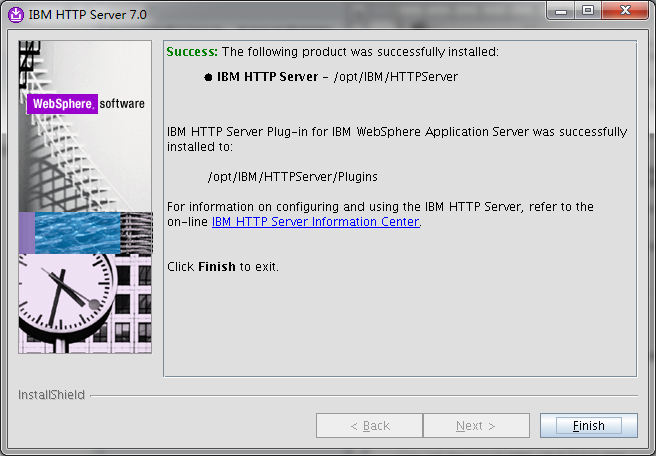 IBM HTTP Server 7.0
WebSphere. software
Success: The following product was successfully installed:
● IBM HTTP Server - /opt/IBM/HTTPServer
IBM HTTP Server Plug-in for IBM WebSphere Application Server was successfully
installed to:
/opt/IBM/HTTPServer/Plugins
For information on configuring and using the IBM HTTP Server, refer to the
on-line IBM HTTP Server Information Center.
Click Finish to exit.
InstallShield
< Back
Next >
Finish